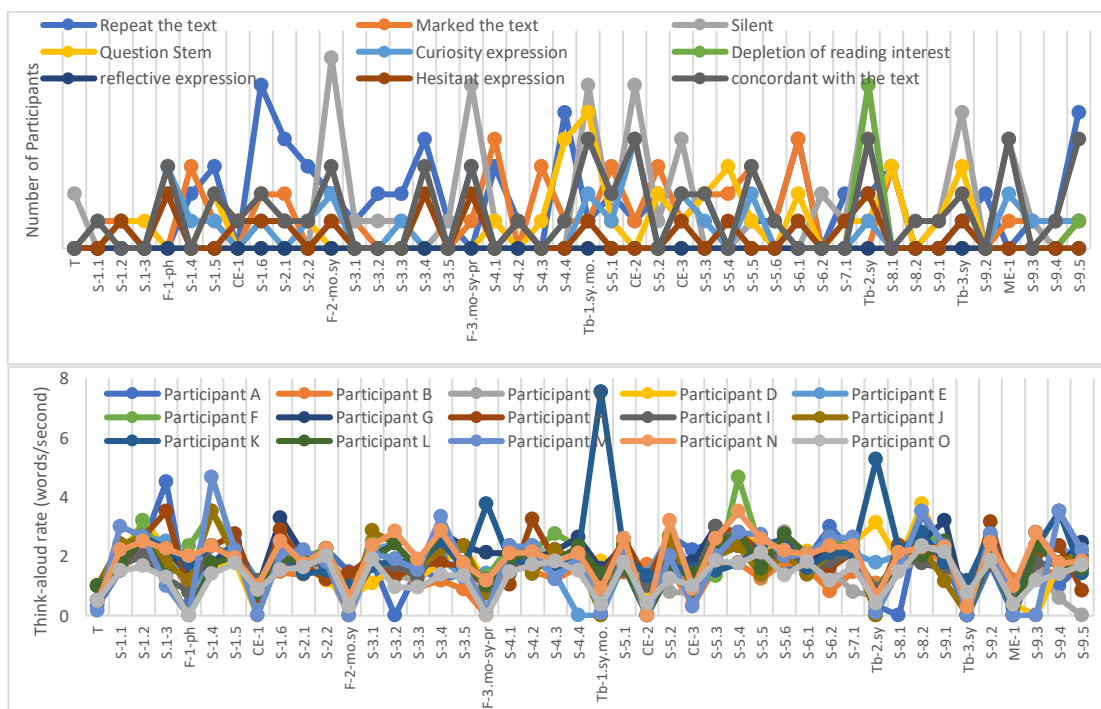 Repeat the text Marked the text Silent
Question Stem Curiosity expression Depletion of reading interest
reflective expression Hesitant expression concordant with the text
Number of Participants
T S-1.1 S-1.2 S.1-3 F-1-ph S-1.4 S-1.5 CE-1 S-1.6 S-2.1 S-2.2 F-2-mo.sy S-3.1 S-3.2 S-3.3 S-3.4 S-3.5 F-3.mo-sy-pr S-4.1 S-4.2 S-4.3 S-4.4 Tb-1.sy.mo. S-5.1 CE-2 S-5.2 CE-3 S-5.3 S-5.4 S-5.5 S-5.6 S-6.1 S-6.2 S-7.1 Tb-2.sy S-8.1 S-8.2 S-9.1 Tb-3.sy S-9.2 ME-1 S-9.3 S-9.4 S-9.5
8
6
4
2
0
Think-aloud rate (words/second)
Participant A Participant B Participant Participant D Participant E
Participant F Participant G Participant Participant I Participant J
Participant K Participant L Participant M Participant N Participant O
T S-1.1 S-1.2 S.1-3 F-1-ph S-1.4 S-1.5 CE-1 S-1.6 S-2.1 S-2.2 F-2-mo.sy S-3.1 S-3.2 S-3.3 S-3.4 S-3.5 F-3.mo-sy-pr S-4.1 S-4.2 S-4.3 S-4.4 Tb-1.sy.mo. S-5.1 CE-2 S-5.2 CE-3 S-5.3 S-5.4 S-5.5 S-5.6 S-6.1 S-6.2 S-7.1 Tb-2.sy S-8.1 S-8.2 S-9.1 Tb-3.sy S-9.2 ME-1 S-9.3 S-9.4 S-9.5